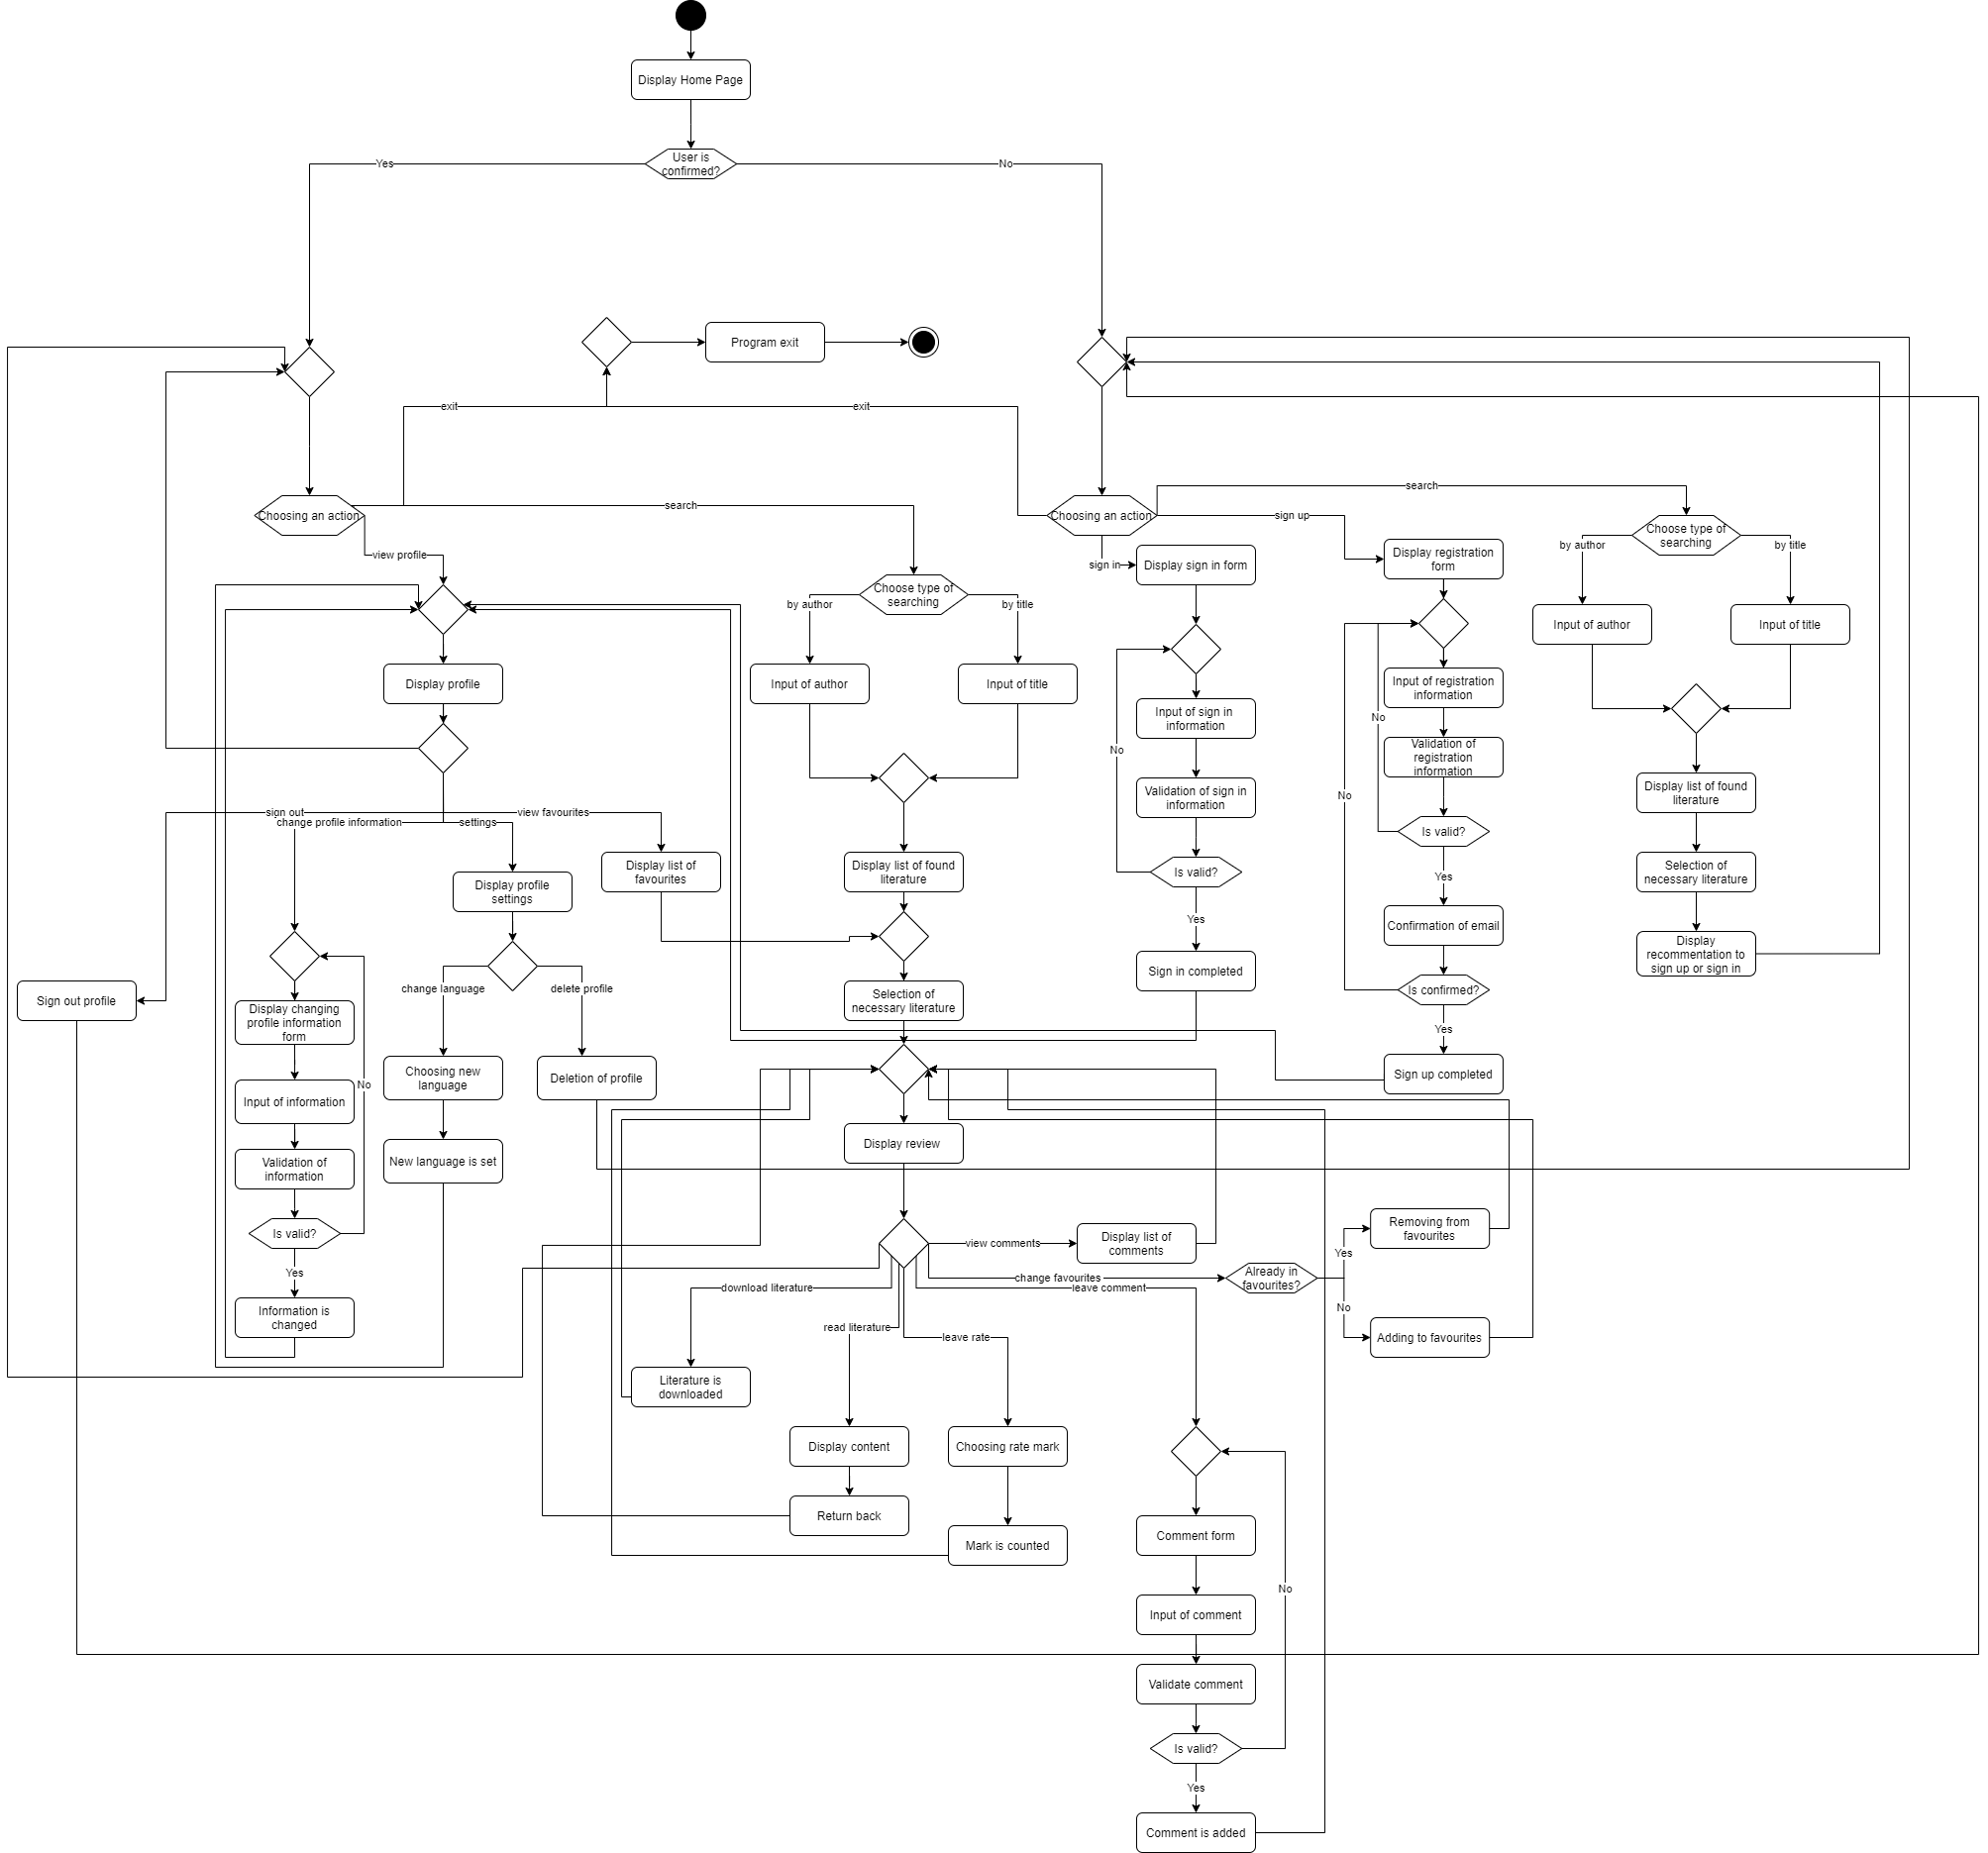 Display Home Page
User is
confirmed?
Yes
No
Program exit
exit
exit
search
Choosing an action
search
Choosing an action
sign up
Choose type of
searching
by author
by title
view profile
sign in
Display sign in form
Display registration
form
Choose type of
searching
by author
by title
Input of author
Input of title
Display profile
Input of author
Input of title
Input of registration
information
Input of sign in
information
No
No
Validation of
registration
information
Display list of found
literature
Validation of sign in
information
No
sign out
view favourites
change profile information
settings
Is valid?
Display list of
favourites
Display list of found
literature
Is valid?
Yes
Selection of
necessary literature
Display profile
settings
Yes
Confirmation of email
Display
recommentation to
sign up or sign in
Sign in completed
change language
delete profile
Is confirmed?
Sign out profile
Selection of
necessary literature
Display changing
profile information
form
Yes
Choosing new
language
Deletion of profile
Sign up completed
No
Input of information
Display review
New language is set
Validation of
information
Is valid?
view comments
Display list of
comments
Removing from
favourites
Yes
Yes
change favourites
Already in
favourites?
download literature
leave comment
No
Information is
changed
read literature
leave rate
Adding to favourites
Literature is
downloaded
Display content
Choosing rate mark
Return back
Mark is counted
Comment form
No
Input of comment
Validate comment
Is valid?
Yes
Comment is added